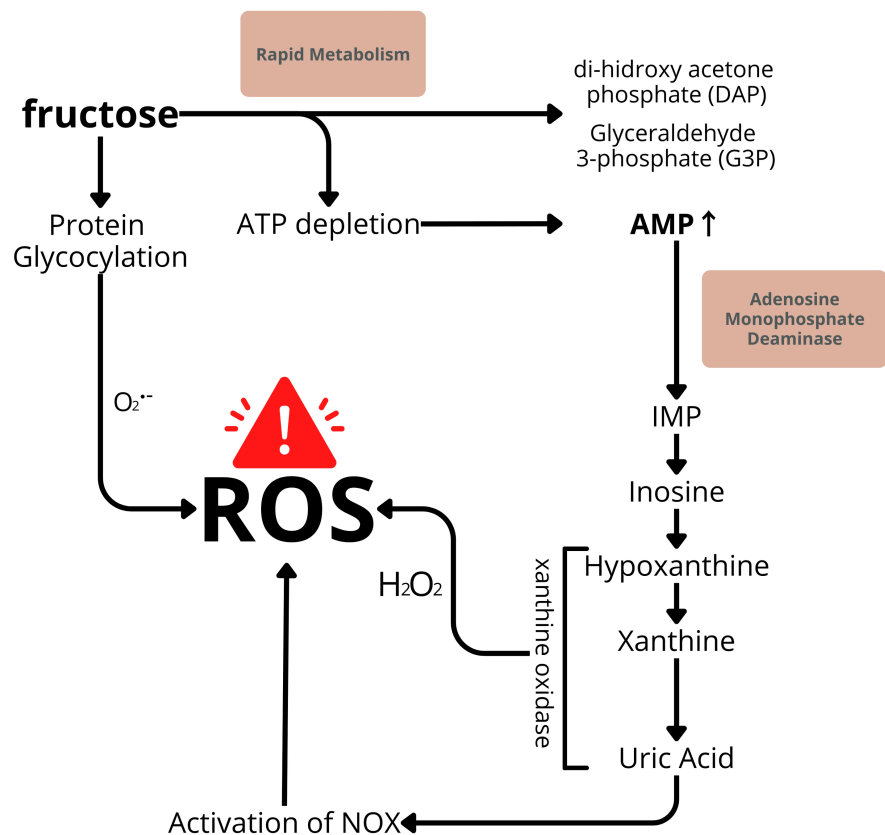 Rapid Metabolism
fructose
di-hidroxy acetone
phosphate (DAP)
Glyceraldehyde
3-phosphate (G3P)
Protein
Glycocylation
ATP depletion
AMP ↑
Adenosine
Monophosphate
Deaminase
O₂•-
IMP
!
ROS
Inosine
H₂O₂
xanthine oxidase
Hypoxanthine
Xanthine
Uric Acid
Activation of NOX